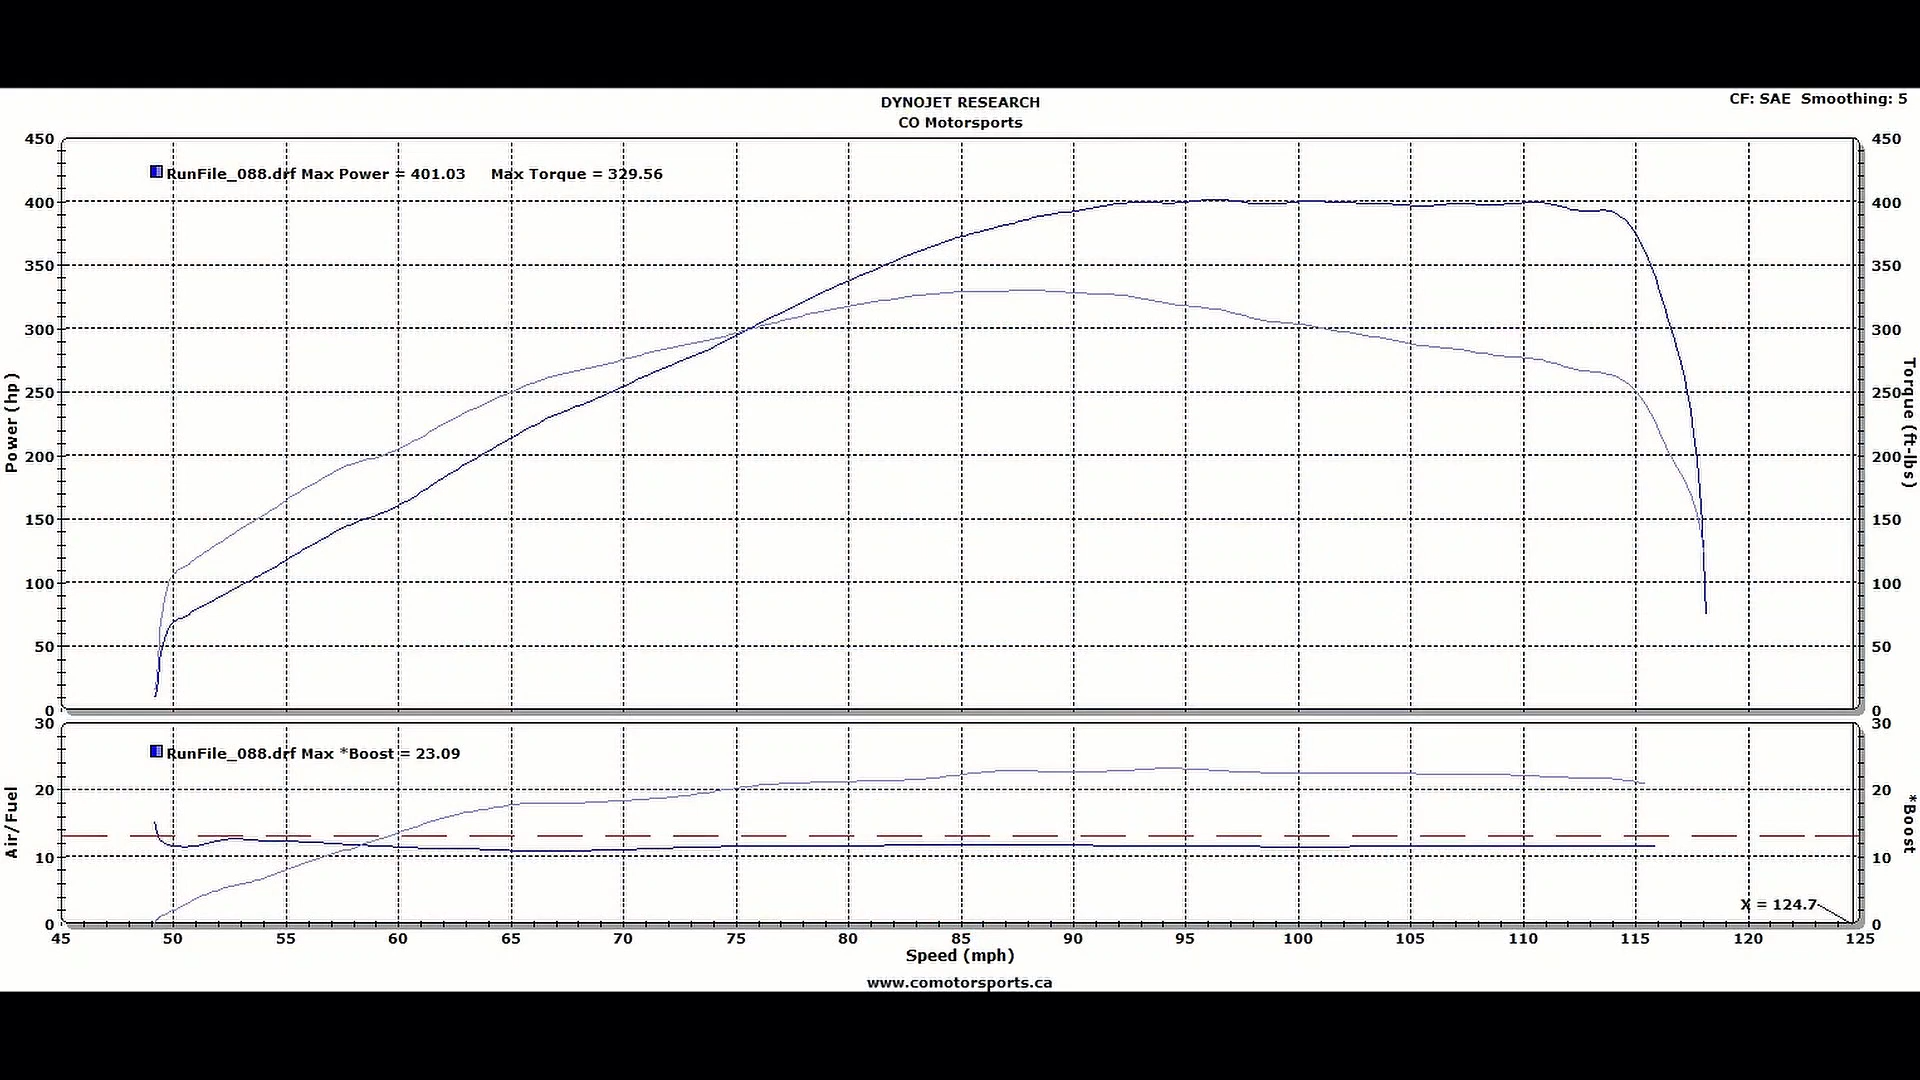 DYNOJET RESEARCH
CO Motorsports
CF: SAE Smoothing: 5
RunFile_088.drf Max Power = 401.03 Max Torque = 329.56
450
400
350
300
250
200
150
100
50
0
Power (hp)
450
400
350
300
250
200
150
100
50
0
Torque (ft-lbs)
RunFile_088.drf Max *Boost = 23.09
30
20
10
0
Air/Fuel
30
20
10
0
*Boost
X = 124.7
45 50 55 60 65 70 75 80 85 90 95 100 105 110 115 120 125
Speed (mph)
www.comotorsports.ca